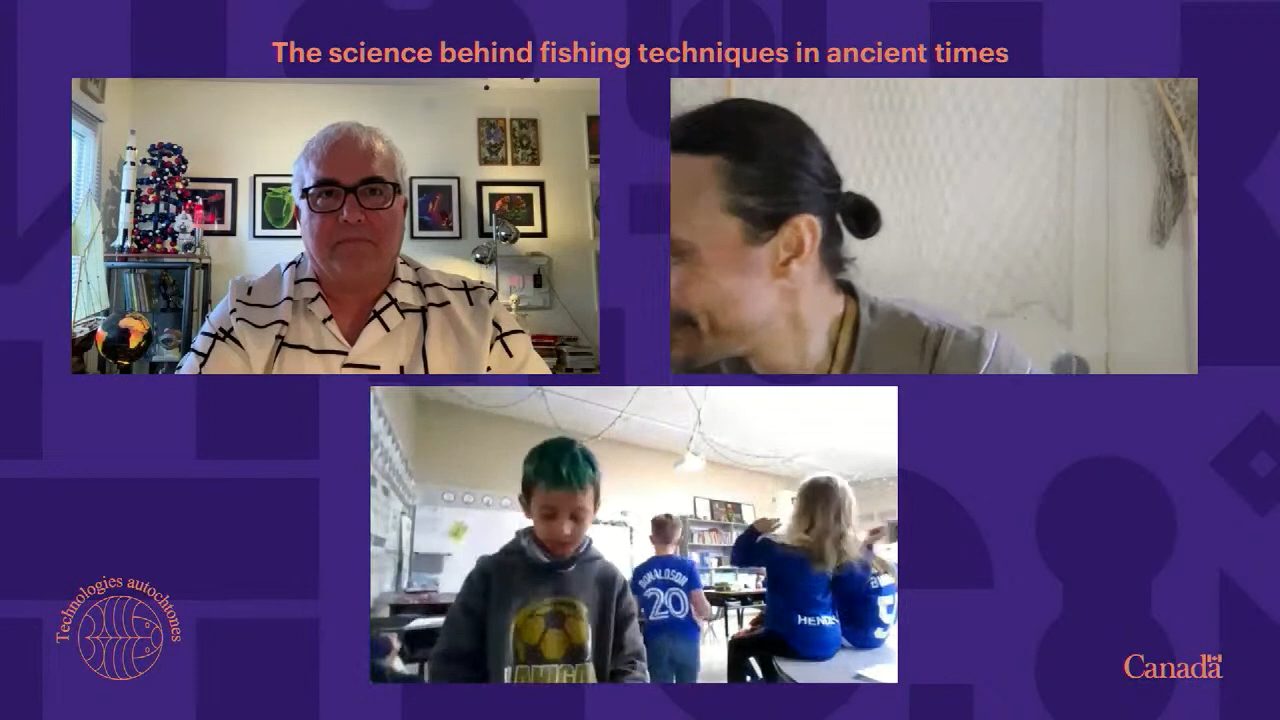 The science behind fishing techniques in ancient times
DONALDSON
20
HENDE
Technologies autochtones
Canada